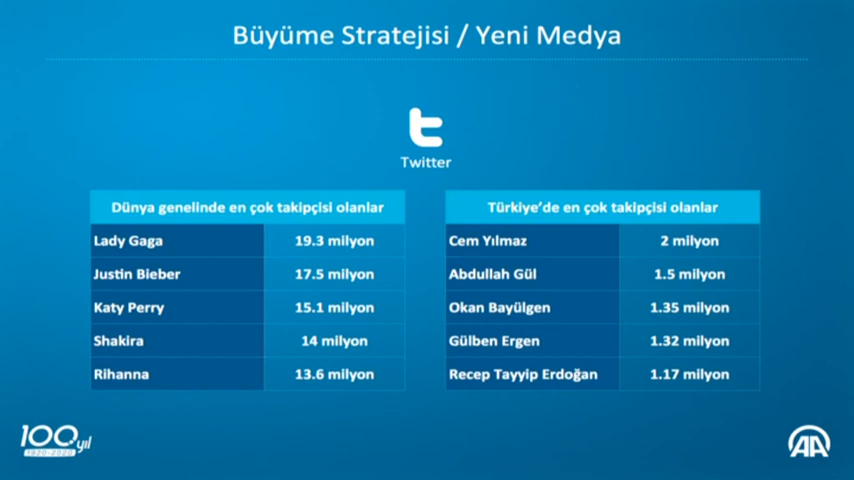 Büyüme Stratejisi / Yeni Medya
Twitter
Dünya genelinde en çok takipçisi olanlar
Lady Gaga 19.3 milyon
Justin Bieber 17.5 milyon
Katy Perry 15.1 milyon
Shakira 14 milyon
Rihanna 13.6 milyon
Türkiye'de en çok takipçisi olanlar
Cem Yılmaz 2 milyon
Abdullah Gül 1.5 milyon
Okan Bayülgen 1.35 milyon
Gülben Ergen 1.32 milyon
Recep Tayyip Erdoğan 1.17 milyon
100.yıl
1920-2020
AA